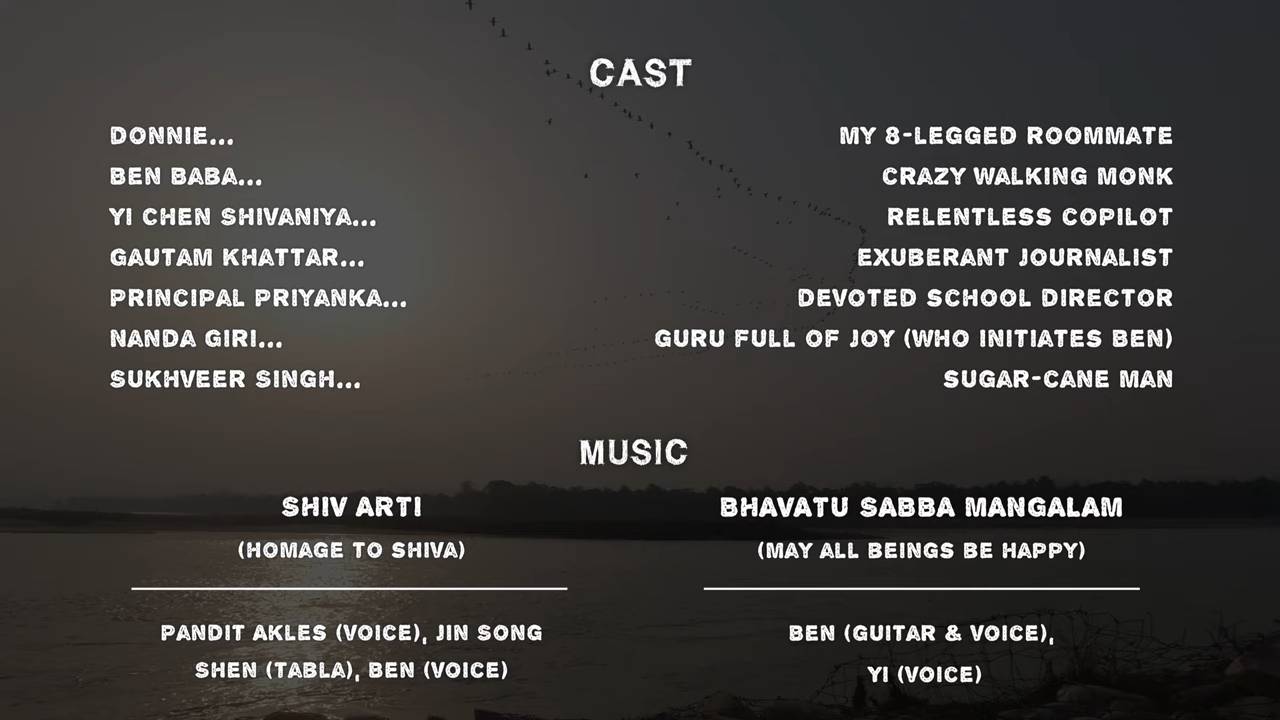 CAST
DONNIE... MY 8-LEGGED ROOMMATE
BEN BABA... CRAZY WALKING MONK
YI CHEN SHIVANIYA... RELENTLESS COPILOT
GAUTAM KHATTAR... EXUBERANT JOURNALIST
PRINCIPAL PRIYANKA... DEVOTED SCHOOL DIRECTOR
NANDA GIRI... GURU FULL OF JOY (WHO INITIATES BEN)
SUKHVEER SINGH... SUGAR-CANE MAN
MUSIC
SHIV ARTI
(HOMAGE TO SHIVA)
PANDIT AKLES (VOICE), JIN SONG
SHEN (TABLA), BEN (VOICE)
BHAVATU SABBA MANGALAM
(MAY ALL BEINGS BE HAPPY)
BEN (GUITAR & VOICE),
YI (VOICE)